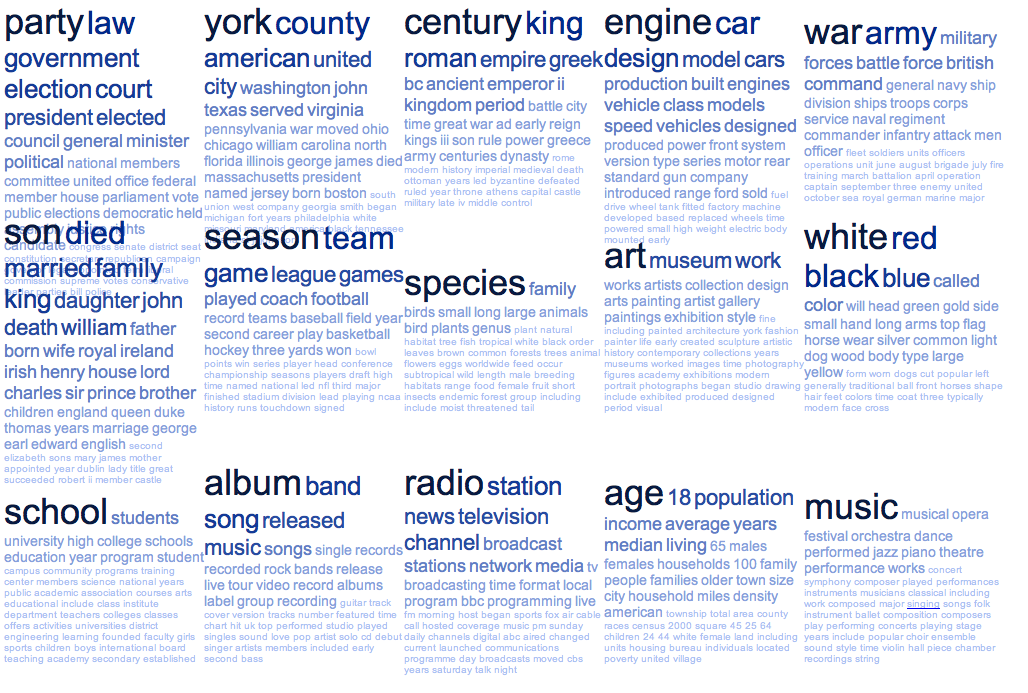 party law
government
election court
president elected
council general minister
political national members
committee united office federal
member house parliament vote
public elections democratic held
assembly justice rights
candidate congress senate district seat
constitution secretary republican campaign
commission supreme votes conservative
leader parties bill police
york county
american united
city washington john
texas served virginia
pennsylvania war moved ohio
chicago william carolina north
florida illinois george james died
massachusetts president
named jersey born boston south
union west company georgia smith began
michigan fort years philadelphia white
missouri maryland america black tennessee
century king
roman empire greek
bc ancient emperor ii
kingdom period battle city
time great war ad early reign
kings iii son rule power greece
army centuries dynasty rome
modern history imperial medieval death
ottoman years led byzantine defeated
ruled year throne athens capital castle
military late iv middle control
engine car
design model cars
production built engines
vehicle class models
speed vehicles designed
produced power front system
version type series motor rear
standard gun company
introduced range ford sold fuel
drive wheel tank fitted factory machine
developed based replaced wheels time
powered small high weight electric body
mounted early
war army military
forces battle force british
command general navy ship
division ships troops corps
service naval regiment
commander infantry attack men
officer fleet soldiers units officers
operations unit june august brigade july fire
training march battalion april operation
captain september three enemy united
october sea royal german marine major
son died
married family
king daughter john
death william father
born wife royal ireland
irish henry house lord
charles sir prince brother
children england queen duke
thomas years marriage george
earl edward english second
elizabeth sons mary james mother
appointed year dublin lady title great
succeeded robert ii member castle
season team
game league games
played coach football
record teams baseball field year
second career play basketball
hockey three yards won bowl
points win series player head conference
championship seasons players draft high
time named national led nfl third major
finished stadium division lead playing ncaa
history runs touchdown signed
species family
birds small long large animals
bird plants genus plant natural
habitat tree fish tropical white black order
leaves brown common forests trees animal
flowers eggs worldwide feed occur
subtropical wild length male breeding
habitats range food female fruit short
insects endemic forest group including
include moist threatened tail
art museum work
works artists collection design
arts painting artist gallery
paintings exhibition style fine
including painted architecture york fashion
painter life early created sculpture artistic
history contemporary collections years
museums worked images time photography
figures academy exhibitions modern
portrait photographs began studio drawing
include exhibited produced designed
period visual
white red
black blue called
color will head green gold side
small hand long arms top flag
horse wear silver common light
dog wood body type large
yellow form worn dogs cut popular left
generally traditional ball front horses shape
hair feet colors time coat three typically
modern face cross
school students
university high college schools
education year program student
campus community programs training
center members science national years
public academic association courses arts
educational include class institute
department teachers colleges classes
offers activities universities district
engineering learning founded faculty girls
sports children boys international board
teaching academy secondary established
album band
song released
music songs single records
recorded rock bands release
live tour video record albums
label group recording guitar track
cover version tracks number featured time
chart hit uk top performed studio played
singles sound love pop artist solo cd debut
singer artists members included early
second bass
radio station
news television
channel broadcast
stations network media tv
broadcasting time format local
program bbc programming live
fm morning host began sports fox air cable
call hosted coverage music pm sunday
daily channels digital abc aired changed
current launched communications
programme day broadcasts moved cbs
years saturday talk night
age 18 population
income average years
median living 65 males
females households 100 family
people families older town size
city household miles density
american township total area county
races census 2000 square 45 25 64
children 24 44 white female land including
units housing bureau individuals located
poverty united village
music musical opera
festival orchestra dance
performed jazz piano theatre
performance works concert
symphony composer played performances
instruments musicians classical including
work composed major singing songs folk
instrument ballet composition composers
play performing concerts playing stage
years include popular choir ensemble
sound style time violin hall piece chamber
recordings string